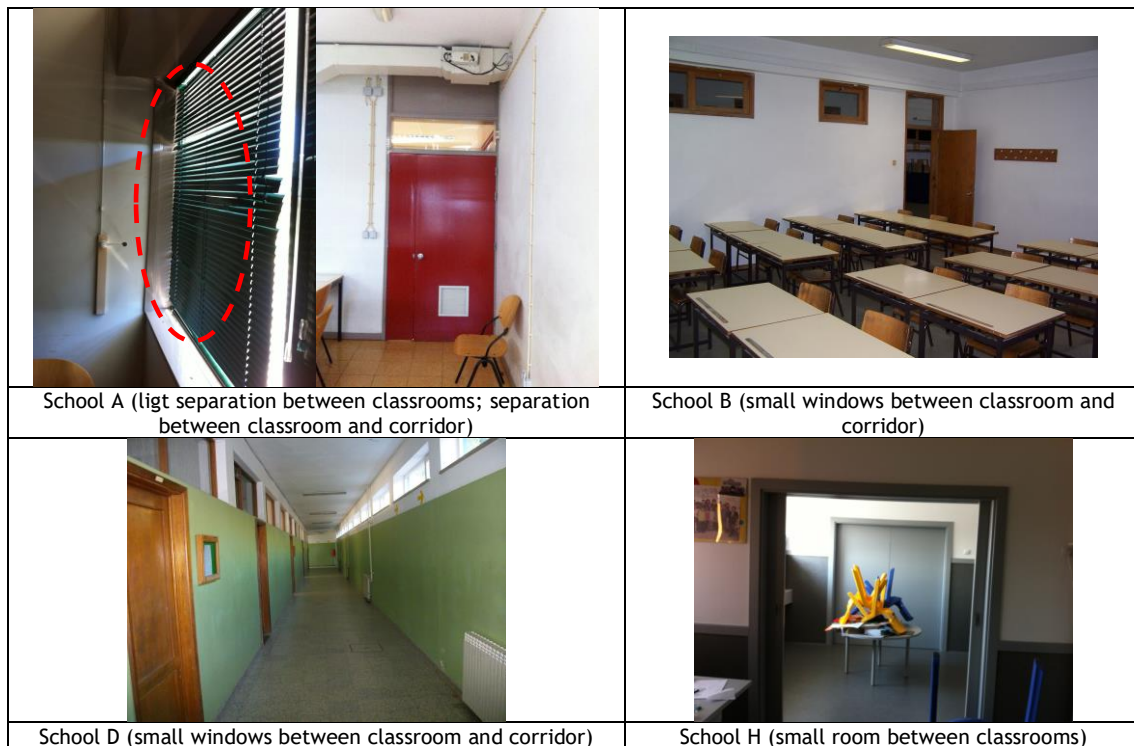 School A (ligt separation between classrooms; separation
between classroom and corridor)
School B (small windows between classroom and
corridor)
School D (small windows between classroom and corridor)
School H (small room between classrooms)